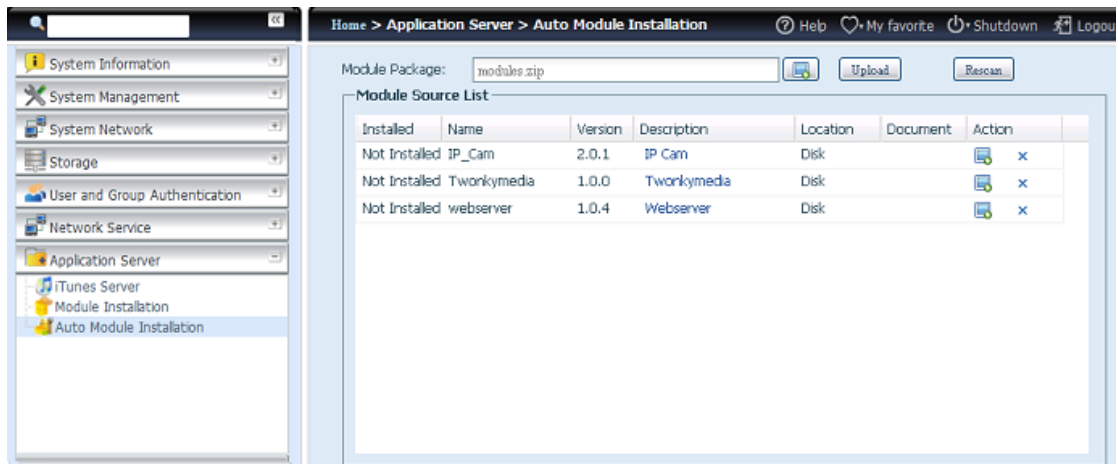 Home > Application Server > Auto Module Installation Help My favorite Shutdown Logou
System Information
System Management
System Network
Storage
User and Group Authentication
Network Service
Application Server
iTunes Server
Module Installation
Auto Module Installation
Module Package: modules.zip Upload Rescan
Module Source List
Installed Name Version Description Location Document Action
Not Installed IP_Cam 2.0.1 IP Cam Disk
Not Installed Twonkymedia 1.0.0 Twonkymedia Disk
Not Installed webserver 1.0.4 Webserver Disk